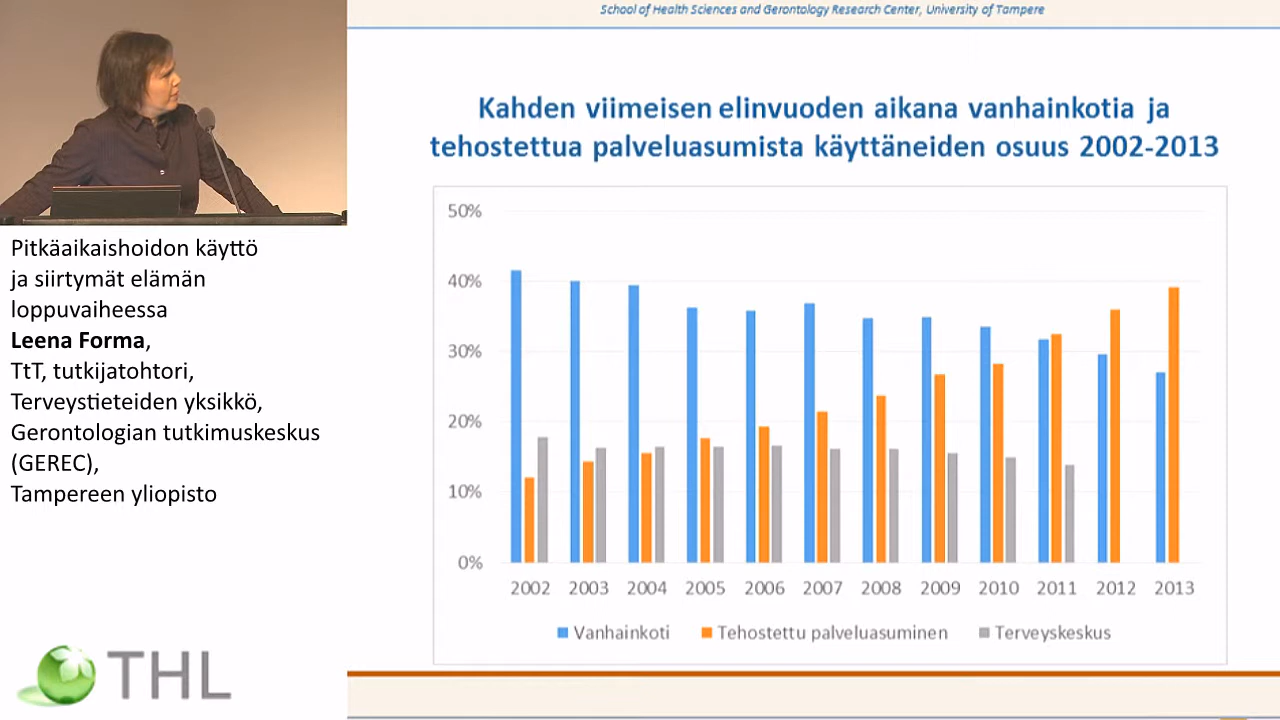 School of Health Sciences and Gerontology Research Center, University of Tampere
Kahden viimeisen elinvuoden aikana vanhainkotia ja
tehostettua palveluasumista käyttäneiden osuus 2002-2013
50%
40%
30%
20%
10%
0%
2002 2003 2004 2005 2006 2007 2008 2009 2010 2011 2012 2013
Vanhainkoti Tehostettu palveluasuminen Terveyskeskus
Pitkäaikaishoidon käyttö
ja siirtymät elämän
loppuvaiheessa
Leena Forma,
TtT, tutkijatohtori,
Terveystieteiden yksikkö,
Gerontologian tutkimuskeskus
(GEREC),
Tampereen yliopisto
THL